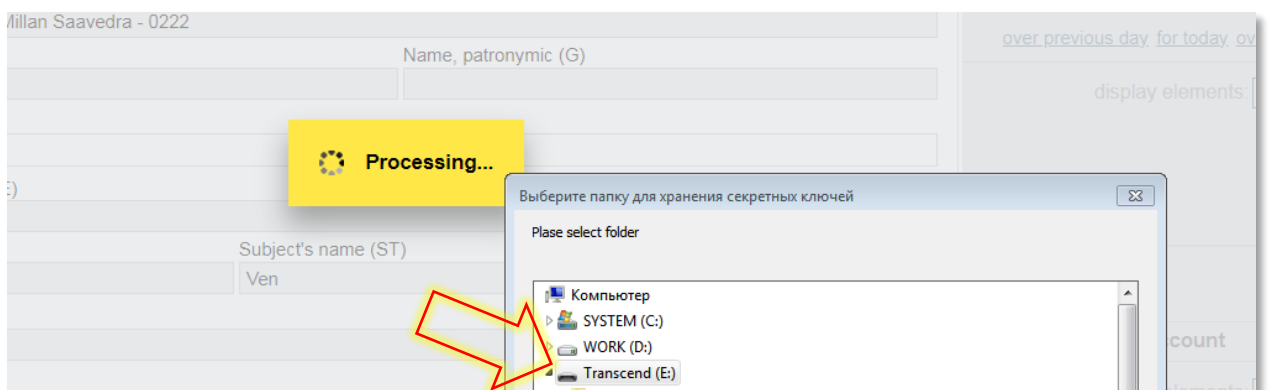 Millan Saavedra - 0222
Name, patronymic (G)
over previous day for today
display elements:
Processing...
Выберите папку для хранения секретных ключей
Plase select folder
Subject's name (ST)
Ven
Компьютер
SYSTEM (C:)
WORK (D:)
Transcend (E:)